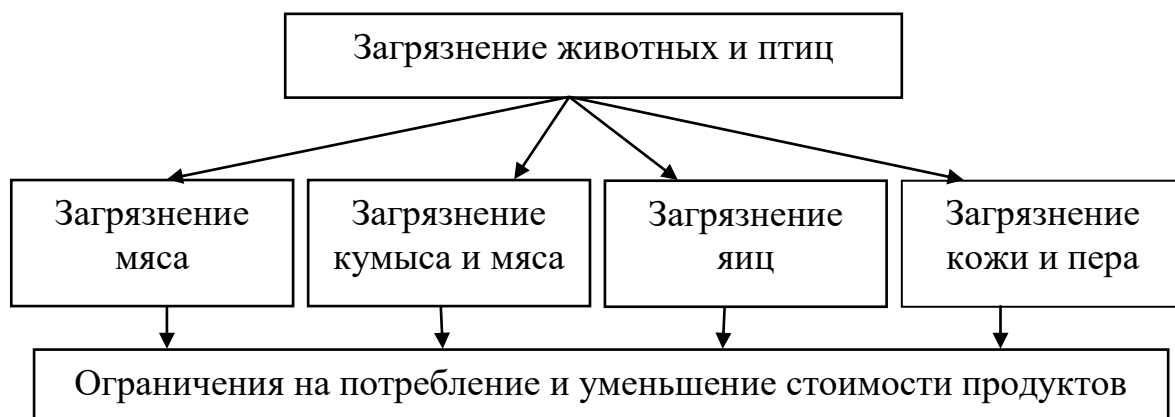 Загрязнение животных и птиц
Загрязнение
мяса
Загрязнение
кумыса и мяса
Загрязнение
яиц
Загрязнение
кожи и пера
Ограничения на потребление и уменьшение стоимости продуктов